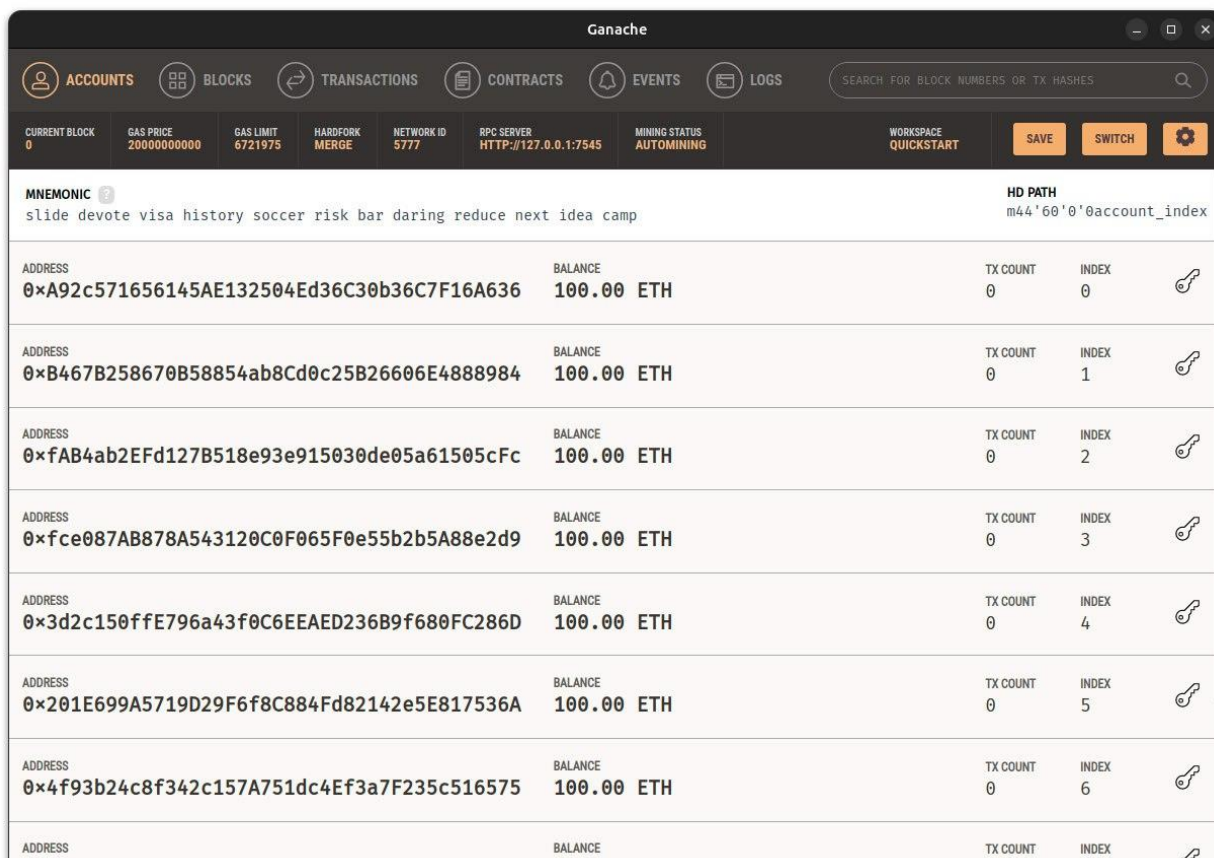 Ganache
ACCOUNTS BLOCKS TRANSACTIONS CONTRACTS EVENTS LOGS SEARCH FOR BLOCK NUMBERS OR TX HASHES
CURRENT BLOCK GAS PRICE GAS LIMIT HARDFORK NETWORK ID RPC SERVER MINING STATUS WORKSPACE
0 20000000000 6721975 MERGE 5777 HTTP://127.0.0.1:7545 AUTOMINING QUICKSTART SAVE SWITCH
MNEMONIC ? HD PATH
slide devote visa history soccer risk bar daring reduce next idea camp m44'60'0'0account_index
ADDRESS BALANCE TX COUNT INDEX
0×A92c571656145AE132504Ed36C30b36C7F16A636 100.00 ETH 0 0
ADDRESS BALANCE TX COUNT INDEX
0×B467B258670B58854ab8Cd0c25B26606E4888984 100.00 ETH 0 1
ADDRESS BALANCE TX COUNT INDEX
0×fAB4ab2EFd127B518e93e915030de05a61505cFc 100.00 ETH 0 2
ADDRESS BALANCE TX COUNT INDEX
0×fce087AB878A543120C0F065F0e55b2b5A88e2d9 100.00 ETH 0 3
ADDRESS BALANCE TX COUNT INDEX
0×3d2c150ffE796a43f0C6EEAED236B9f680FC286D 100.00 ETH 0 4
ADDRESS BALANCE TX COUNT INDEX
0×201E699A5719D29F6f8C884Fd82142e5E817536A 100.00 ETH 0 5
ADDRESS BALANCE TX COUNT INDEX
0×4f93b24c8f342c157A751dc4Ef3a7F235c516575 100.00 ETH 0 6
ADDRESS BALANCE TX COUNT INDEX